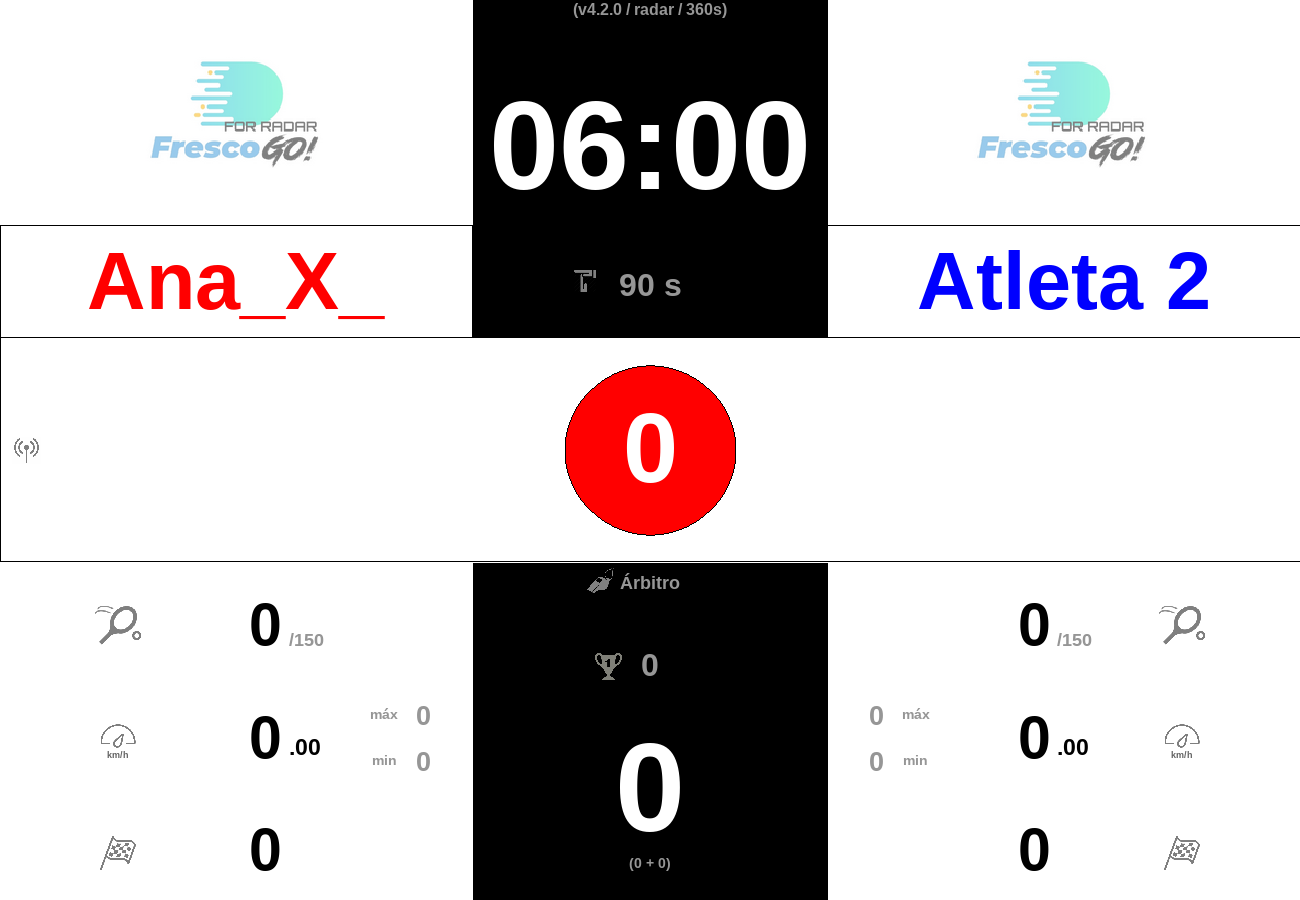 (v4.2.0 / radar / 360s)
FOR RADAR
FrescoGO!
06:00
FOR RADAR
FrescoGO!
Ana_X_
90 s
Atleta 2
0
Árbitro
0 /150
0 /150
1 0
0 .00
máx 0
min 0
km/h
0 máx
0 min
0 .00
km/h
0
0
(0 + 0)
0